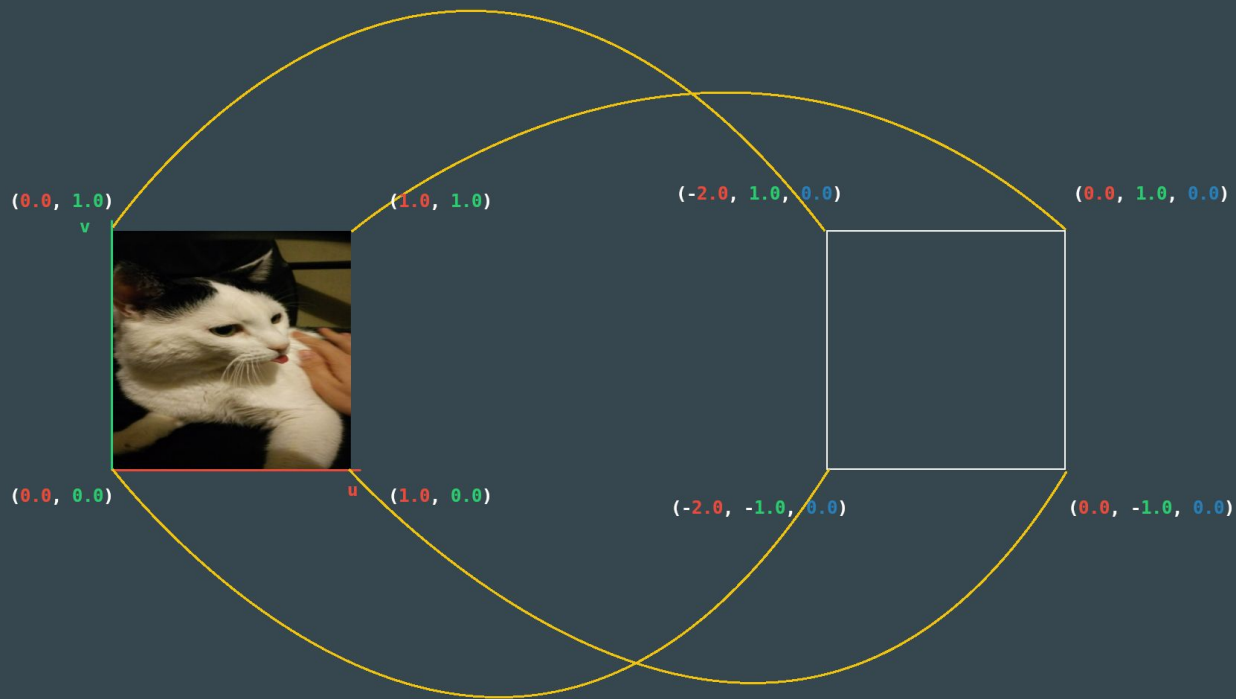 (-2.0, 1.0, 0.0)
(0.0, 1.0, 0.0)
(0.0, 1.0)
(1.0, 1.0)
v
u
(0.0, 0.0)
(1.0, 0.0)
(-2.0, -1.0, 0.0)
(0.0, -1.0, 0.0)